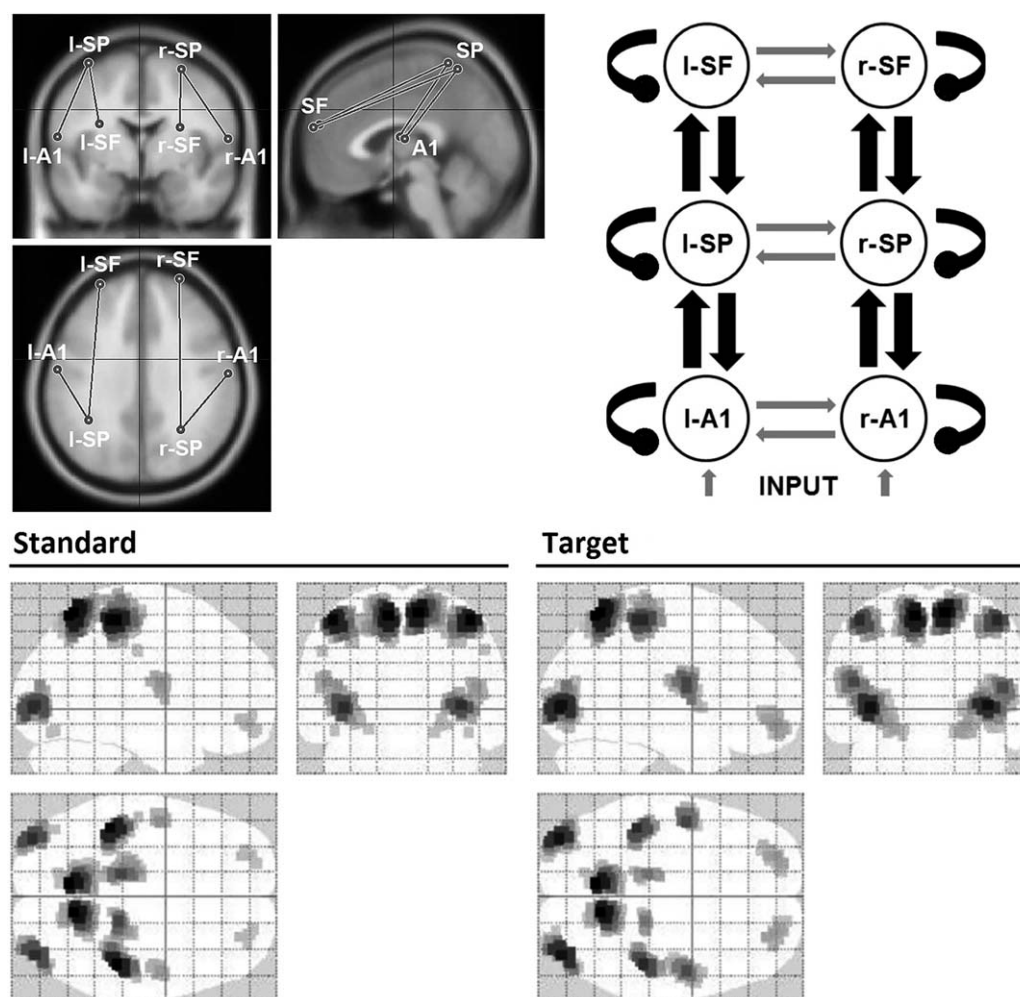 l-SP
r-SP
l-SF
r-SF
l-A1
r-A1
SP
SF
A1
l-SF
r-SF
l-A1
r-A1
l-SP
r-SP
l-SF
r-SF
l-SP
r-SP
l-A1
r-A1
INPUT
Standard
Target